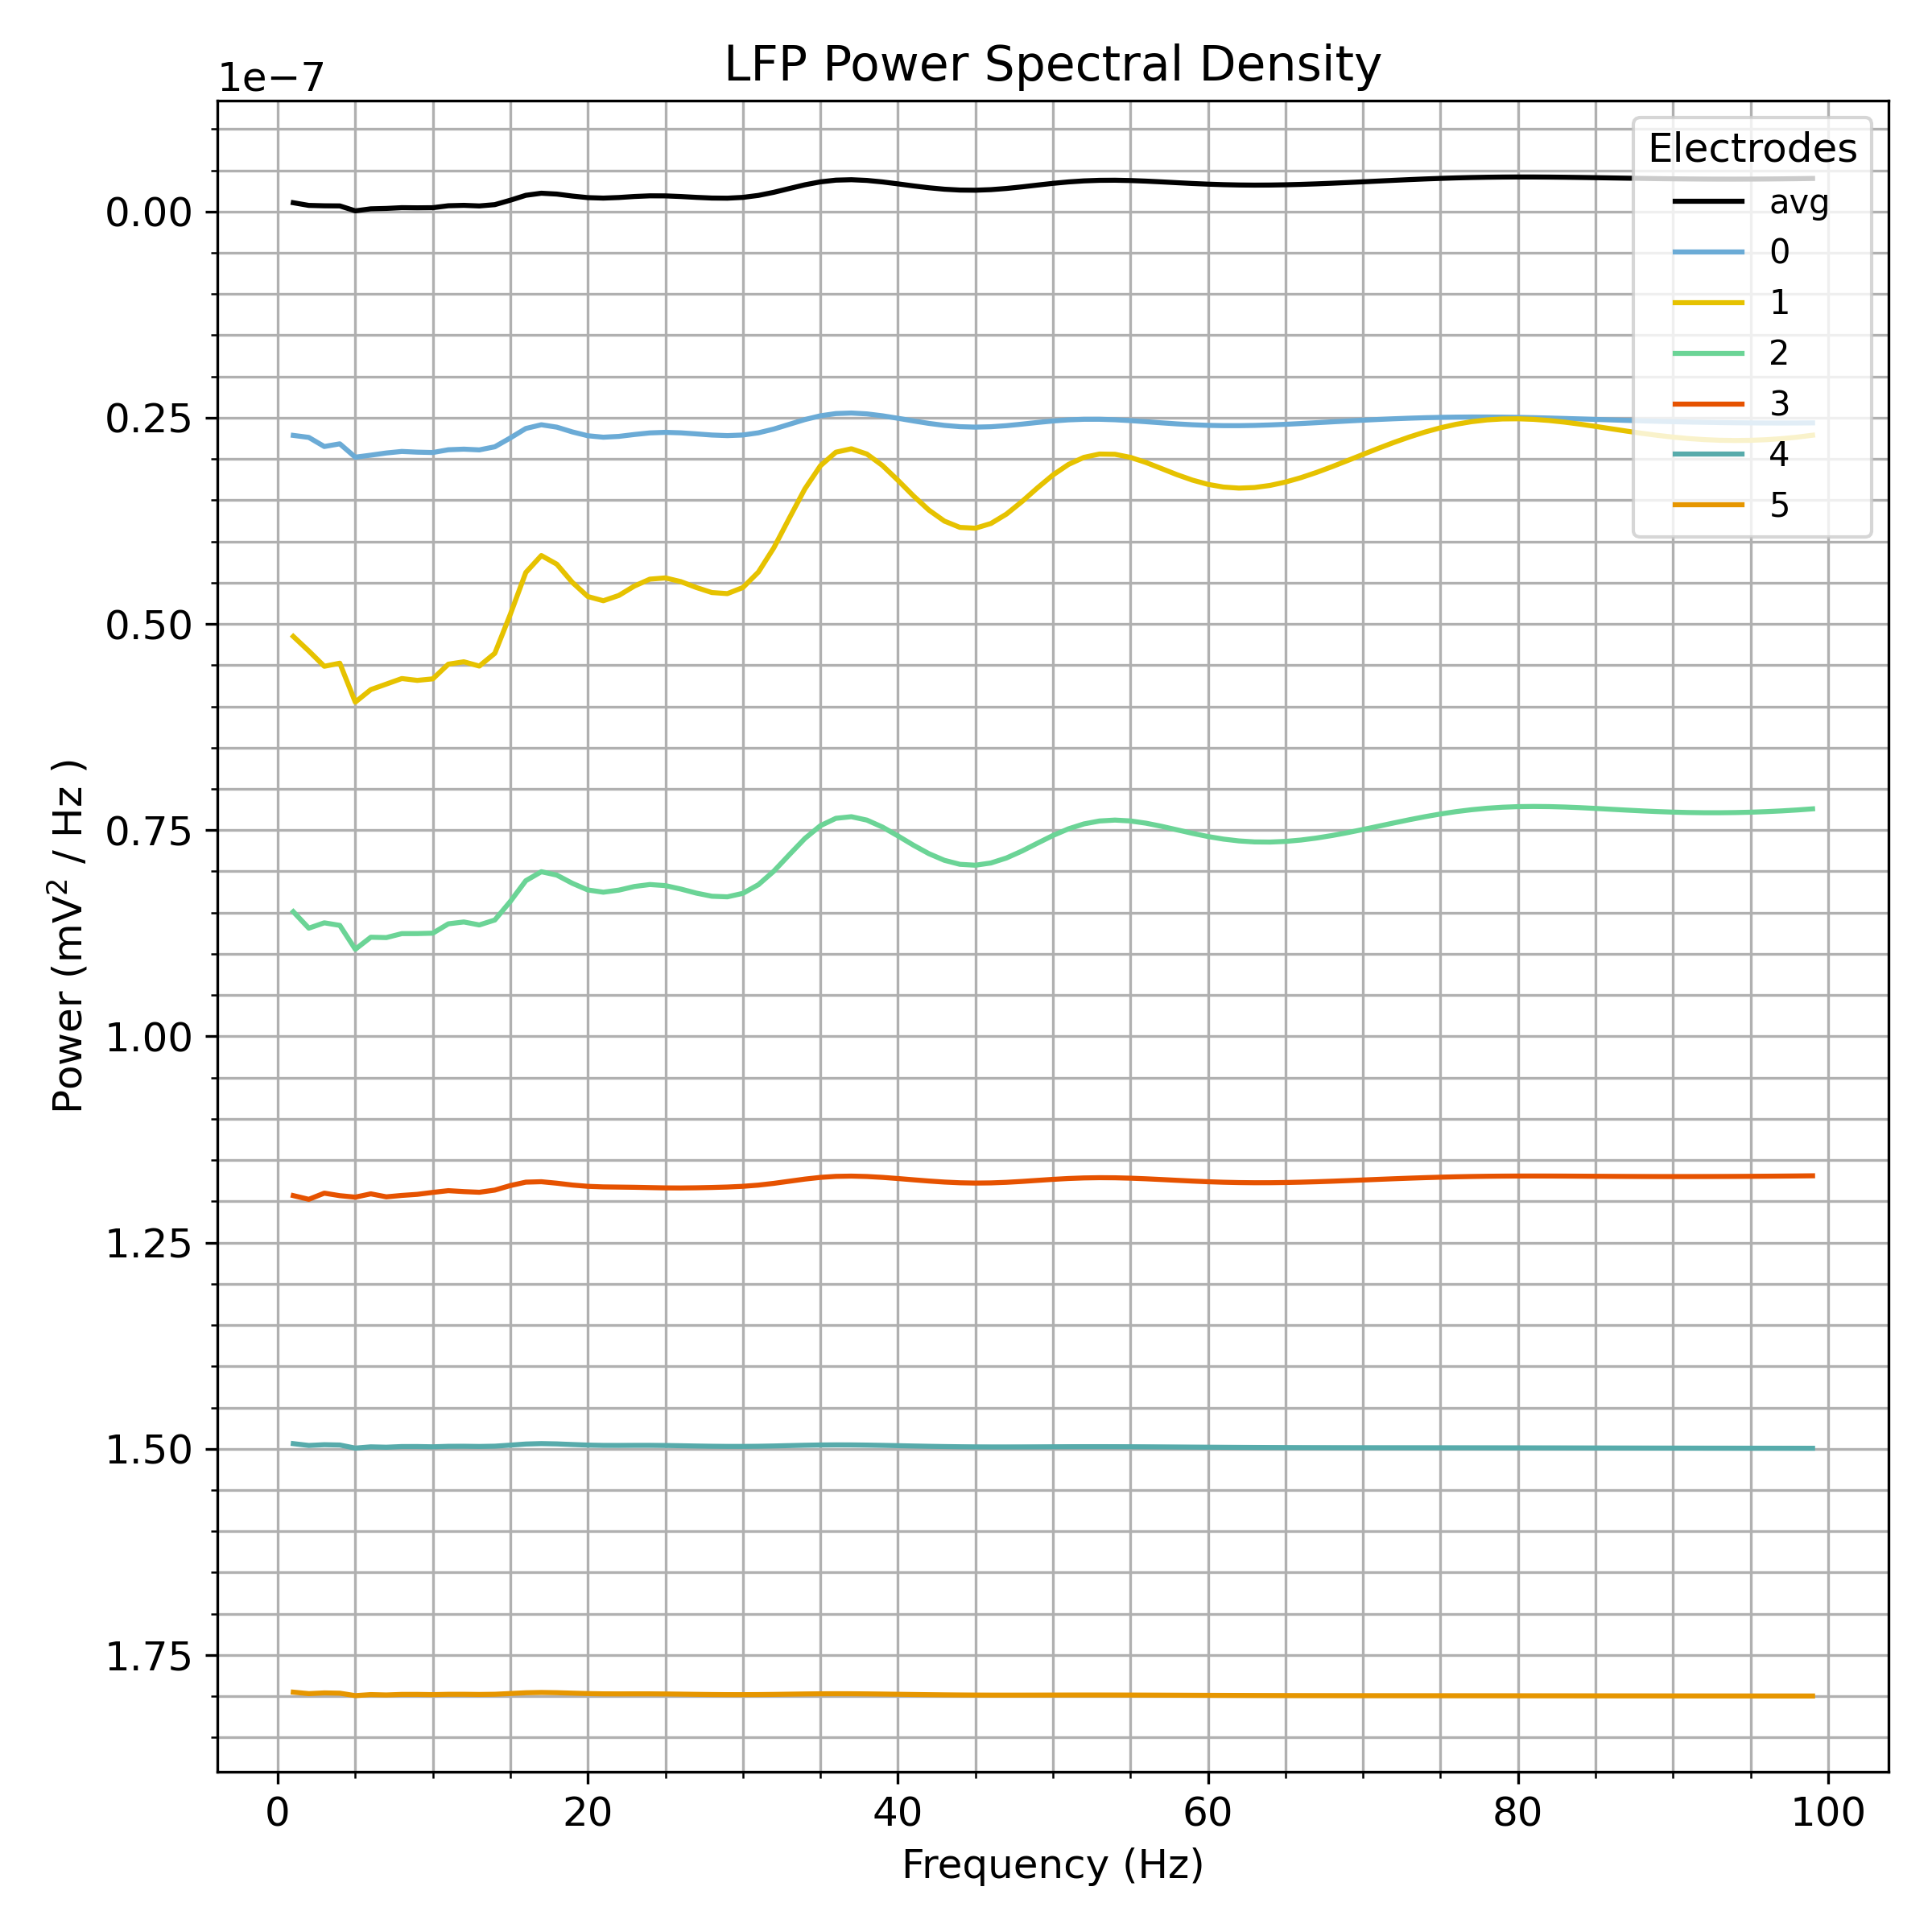 LFP Power Spectral Density
1e−7
Electrodes
avg
0
1
2
3
4
5
0.00
0.25
0.50
0.75
1.00
1.25
1.50
1.75
Power (mV² / Hz )
0 20 40 60 80 100
Frequency (Hz)